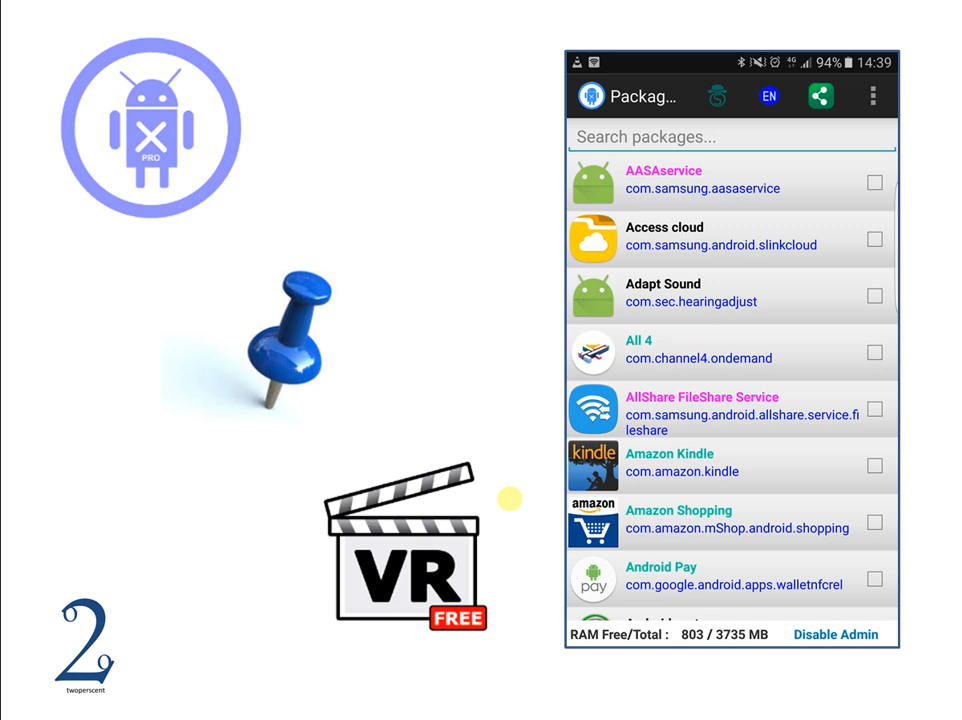 PRO
94% 14:39
4G
Packag...
EN
Search packages...
AASAservice
com.samsung.aasaservice
Access cloud
com.samsung.android.slinkcloud
Adapt Sound
com.sec.hearingadjust
All 4
com.channel4.ondemand
AllShare FileShare Service
com.samsung.android.allshare.service.fi
leshare
kindle
Amazon Kindle
com.amazon.kindle
amazon
Amazon Shopping
com.amazon.mShop.android.shopping
pay
Android Pay
com.google.android.apps.walletnfcrel
RAM Free/Total : 803 / 3735 MB Disable Admin
VR
FREE
2
twoperscent